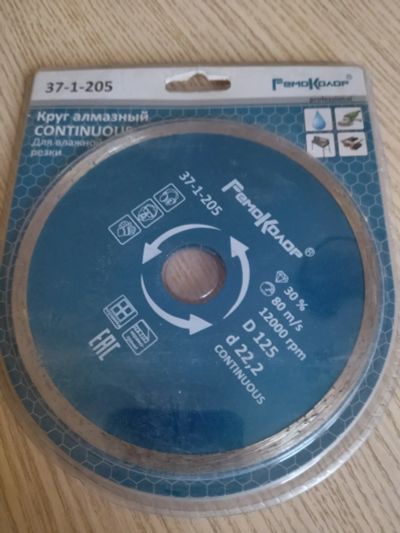 37-1-205
РемоКолор®
professional
Круг алмазный
CONTINUOUS
Для влажной
резки
37-1-205
РемоКолор®
30 %
80 m/s
12000 rpm
D 125
d 22,2
CONTINUOUS
EAC